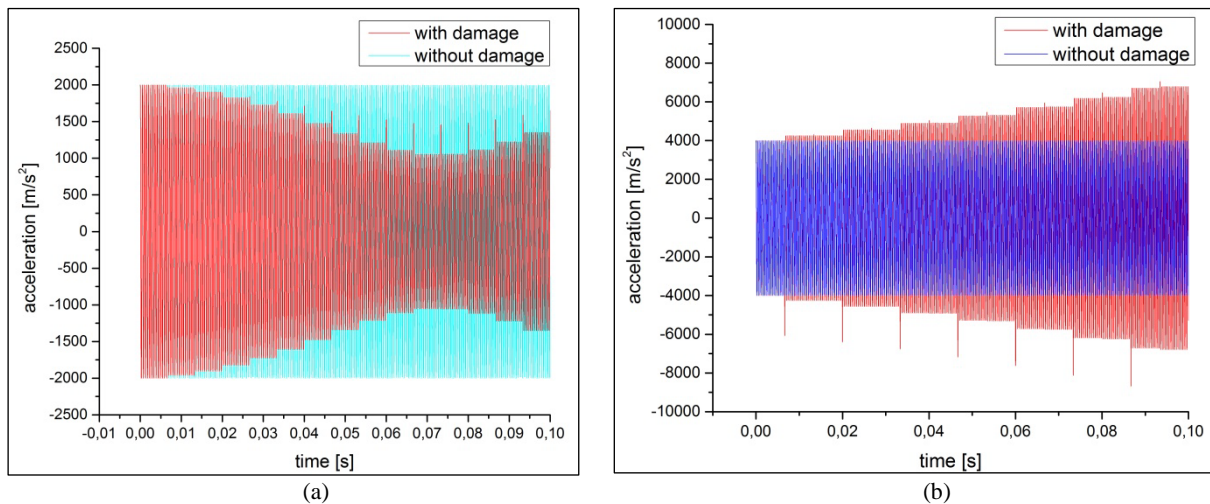 with damage
without damage
2500
2000
1500
1000
500
0
-500
-1000
-1500
-2000
-2500
acceleration [m/s²]
-0,01 0,00 0,01 0,02 0,03 0,04 0,05 0,06 0,07 0,08 0,09 0,10
time [s]
(a)
with damage
without damage
10000
8000
6000
4000
2000
0
-2000
-4000
-6000
-8000
-10000
acceleration [m/s²]
0,00 0,02 0,04 0,06 0,08 0,10
time [s]
(b)